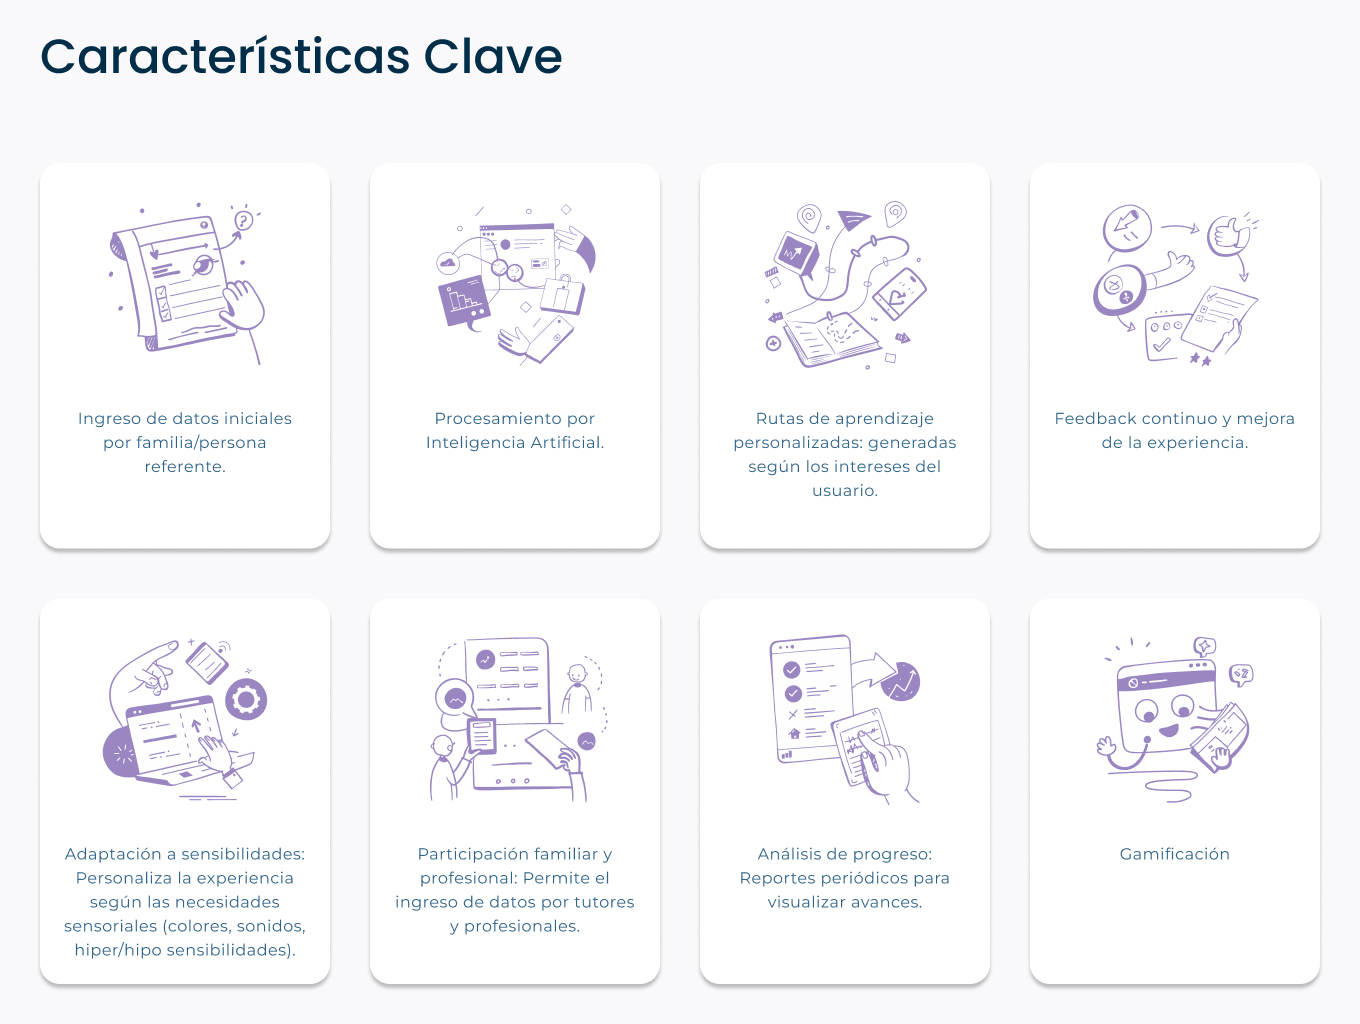 Características Clave
Ingreso de datos iniciales
por familia/persona
referente.
Procesamiento por
Inteligencia Artificial.
Rutas de aprendizaje
personalizadas: generadas
según los intereses del
usuario.
Feedback continuo y mejora
de la experiencia.
Adaptación a sensibilidades:
Personaliza la experiencia
según las necesidades
sensoriales (colores, sonidos,
hiper/hipo sensibilidades).
Participación familiar y
profesional: Permite el
ingreso de datos por tutores
y profesionales.
Análisis de progreso:
Reportes periódicos para
visualizar avances.
Gamificación